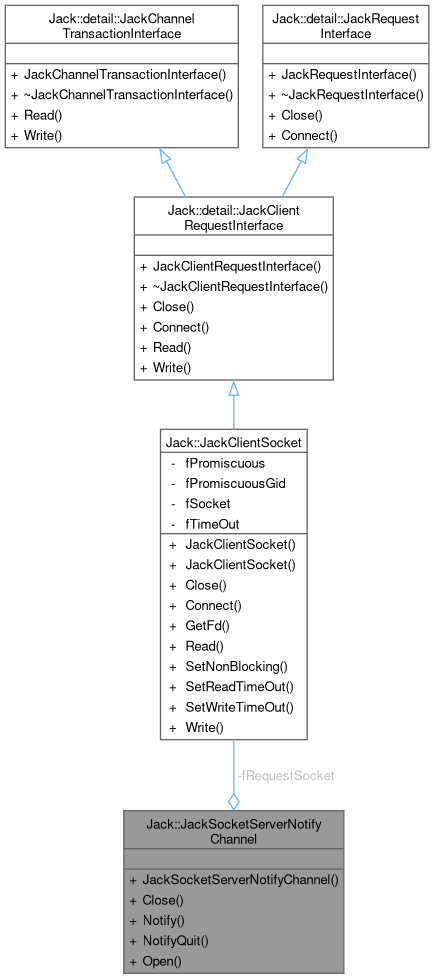 Jack::detail::JackChannel
TransactionInterface
+ JackChannelTransactionInterface()
+ ~JackChannelTransactionInterface()
+ Read()
+ Write()
Jack::detail::JackRequest
Interface
+ JackRequestInterface()
+ ~JackRequestInterface()
+ Close()
+ Connect()
Jack::detail::JackClient
RequestInterface
+ JackClientRequestInterface()
+ ~JackClientRequestInterface()
+ Close()
+ Connect()
+ Read()
+ Write()
Jack::JackClientSocket
- fPromiscuous
- fPromiscuousGid
- fSocket
- fTimeOut
+ JackClientSocket()
+ JackClientSocket()
+ Close()
+ Connect()
+ GetFd()
+ Read()
+ SetNonBlocking()
+ SetReadTimeOut()
+ SetWriteTimeOut()
+ Write()
-fRequestSocket
Jack::JackSocketServerNotify
Channel
+ JackSocketServerNotifyChannel()
+ Close()
+ Notify()
+ NotifyQuit()
+ Open()